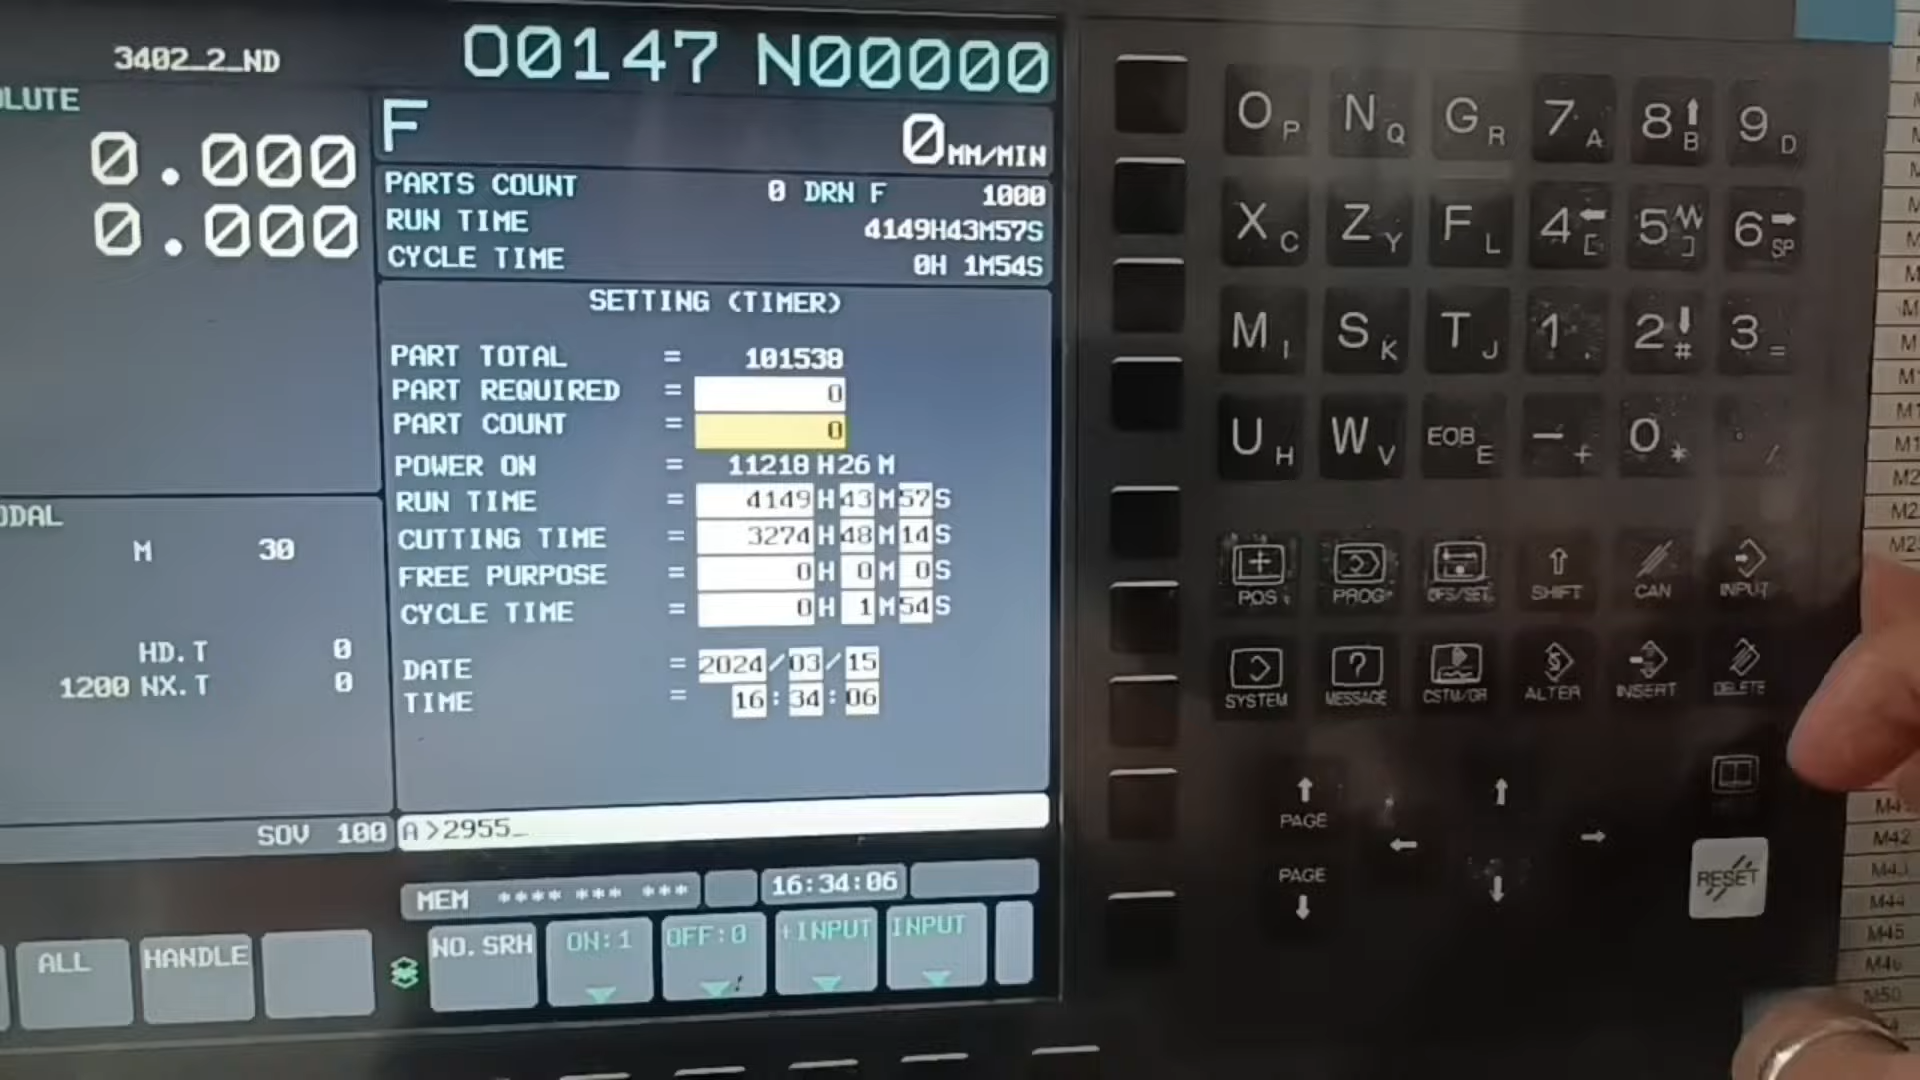 3402_2_ND
O0147 N00000
OLUTE
0.000
0.000
F 0 MM/MIN
PARTS COUNT 0 DRN F 1000
RUN TIME 4149H43M57S
CYCLE TIME 0H 1M54S
SETTING (TIMER)
PART TOTAL = 101538
PART REQUIRED = 0
PART COUNT = 0
POWER ON = 11218 H26 M
RUN TIME = 4149 H 43 M 57 S
CUTTING TIME = 3274 H 48 M 14 S
FREE PURPOSE = 0 H 0 M 0 S
CYCLE TIME = 0 H 1 M 54 S
DATE = 2024/03/15
TIME = 16:34:06
ODAL
M 30
HD.T 0
1200 NX.T 0
SOV 100
A>2955_
MEM **** *** ***
16:34:06
ALL
HANDLE
NO.SRH
ON:1
OFF:0
+INPUT
INPUT
O P N Q G R 7 A 8 ↑ B 9 D
X C Z Y F L 4 ← [ 5 ] 6 → SP
M I S K T J 1 , 2 ↓ # 3 =
U H W V EOB E - + 0 * . /
POS PROG OFS/SET SHIFT CAN INPUT
SYSTEM MESSAGE CSTM/GR ALTER INSERT DELETE
PAGE
PAGE
RESET
M42
M43
M44
M45
M46
M50